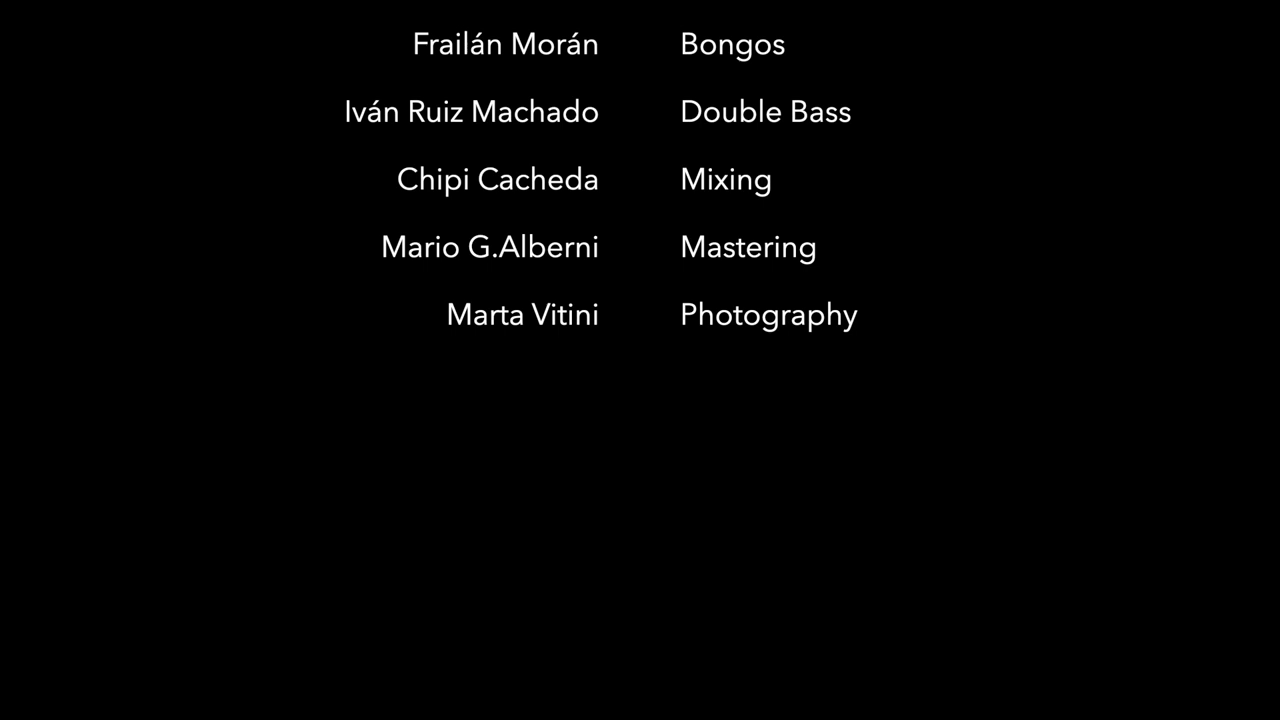 Frailán Morán Bongos
Iván Ruiz Machado Double Bass
Chipi Cacheda Mixing
Mario G.Alberni Mastering
Marta Vitini Photography